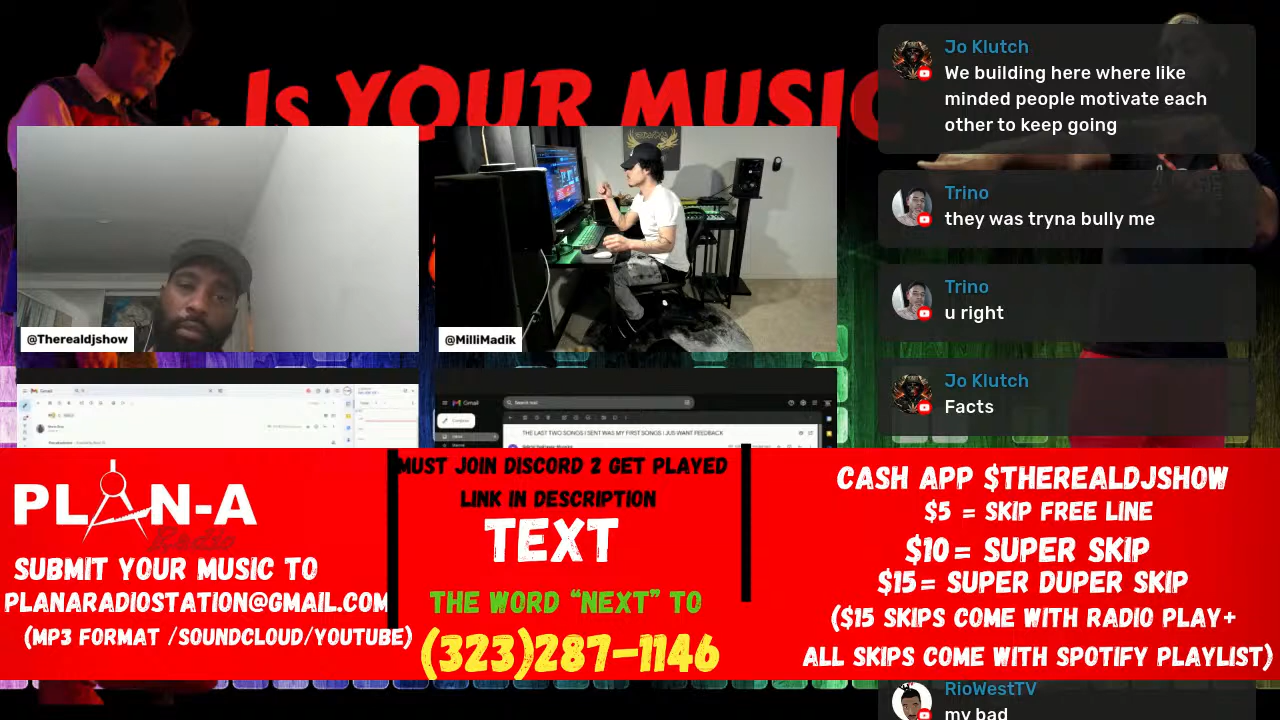 Is YOUR MUSIC
@Therealdjshow
@MilliMadik
Gmail
Gmail
Search mail
Compose
THE LAST TWO SONGS I SENT WAS MY FIRST SONGS I JUS WANT FEEDBACK
Jo Klutch
We building here where like
minded people motivate each
other to keep going
Trino
they was tryna bully me
Trino
u right
Jo Klutch
Facts
RioWestTV
my bad
PLAN-A
Radio
SUBMIT YOUR MUSIC TO
PLANARADIOSTATION@GMAIL.COM
(MP3 FORMAT /SOUNDCLOUD/YOUTUBE)
MUST JOIN DISCORD 2 GET PLAYED
LINK IN DESCRIPTION
TEXT
THE WORD “NEXT” TO
(323)287-1146
CASH APP $THEREALDJSHOW
$5 = SKIP FREE LINE
$10= SUPER SKIP
$15= SUPER DUPER SKIP
($15 SKIPS COME WITH RADIO PLAY+
ALL SKIPS COME WITH SPOTIFY PLAYLIST)